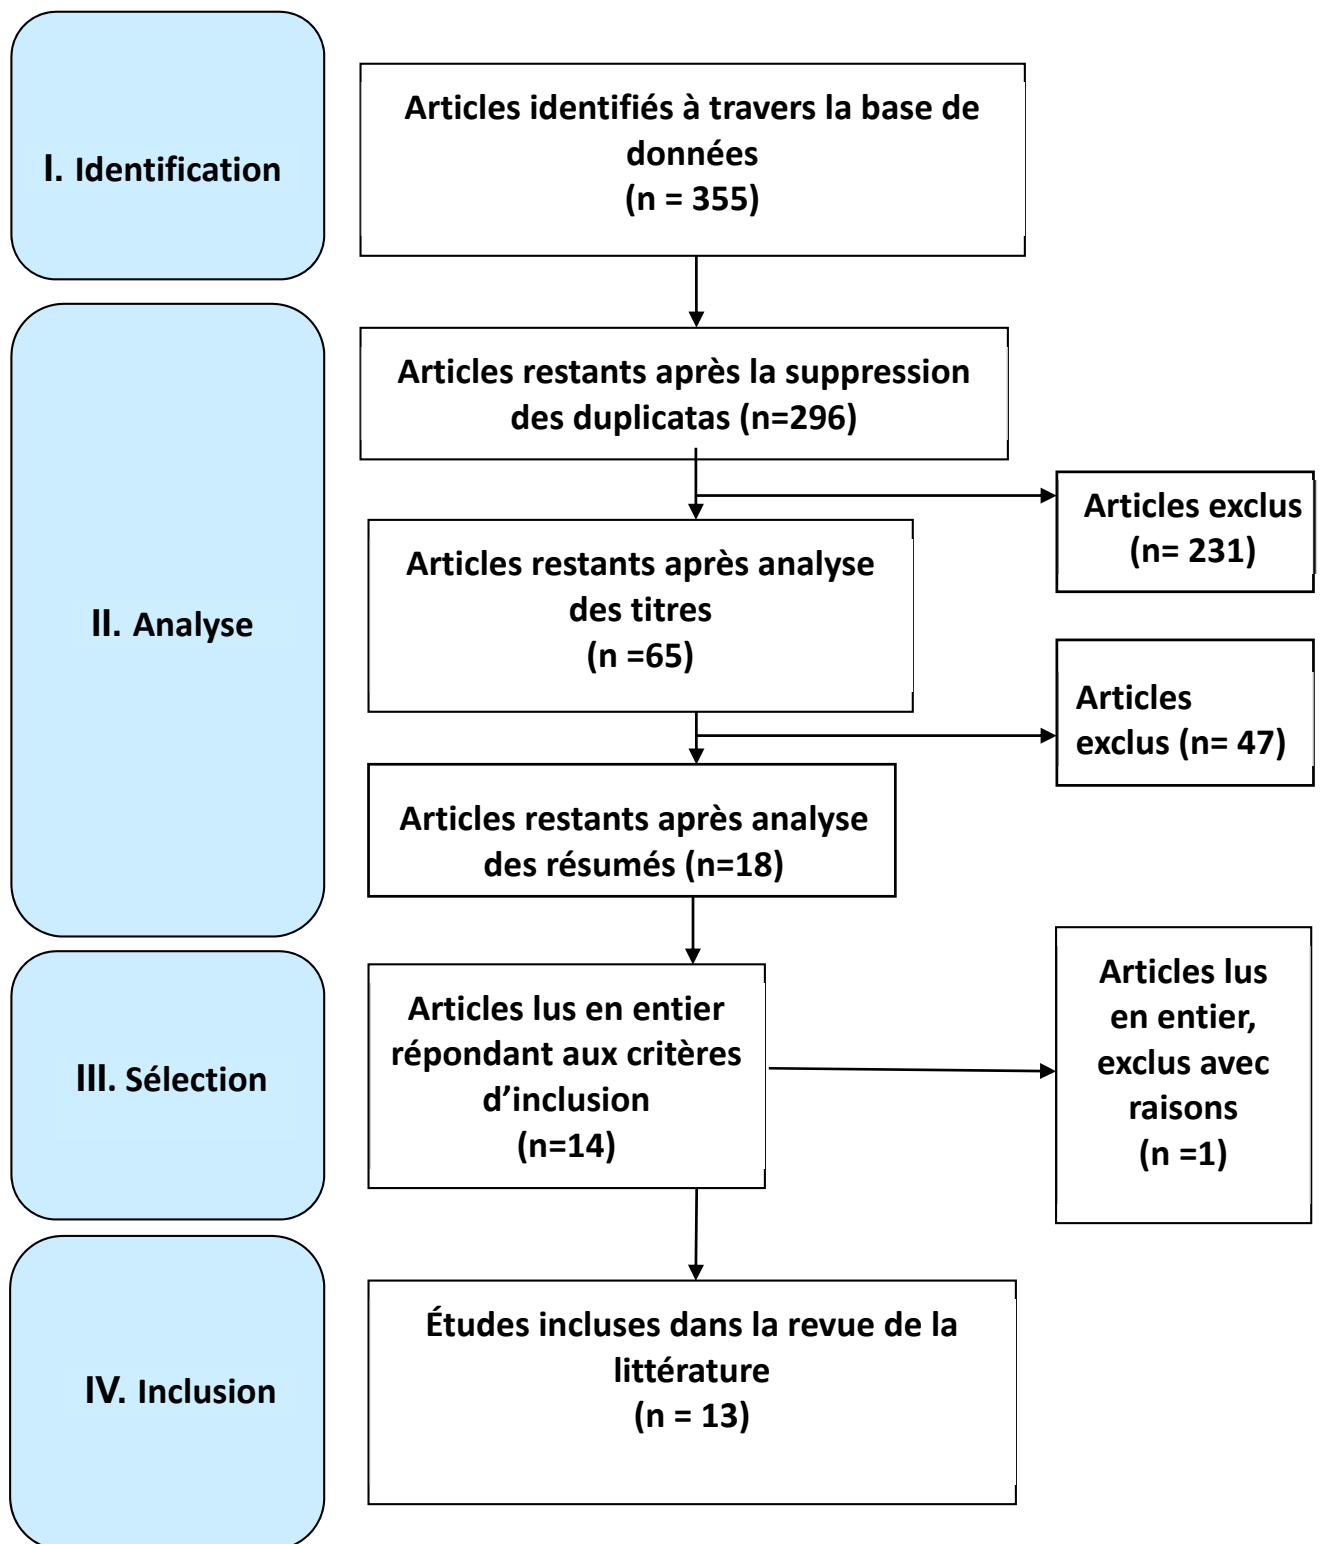 I. Identification
Articles identifiés à travers la base de
données
(n = 355)
II. Analyse
Articles restants après la suppression
des duplicatas (n=296)
Articles exclus
(n= 231)
Articles restants après analyse
des titres
(n =65)
Articles
exclus (n= 47)
Articles restants après analyse
des résumés (n=18)
III. Sélection
Articles lus en entier
répondant aux critères
d’inclusion
(n=14)
Articles lus
en entier,
exclus avec
raisons
(n =1)
IV. Inclusion
Études incluses dans la revue de la
littérature
(n = 13)